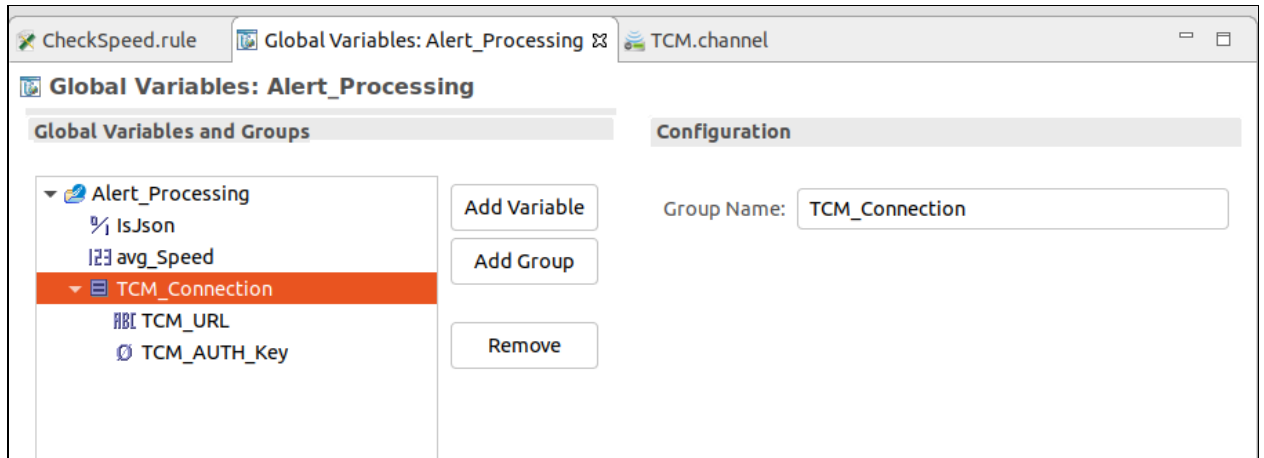 CheckSpeed.rule
Global Variables: Alert_Processing
TCM.channel
Global Variables: Alert_Processing
Global Variables and Groups
Configuration
Alert_Processing
IsJson
avg_Speed
TCM_Connection
TCM_URL
TCM_AUTH_Key
Add Variable
Add Group
Remove
Group Name: TCM_Connection